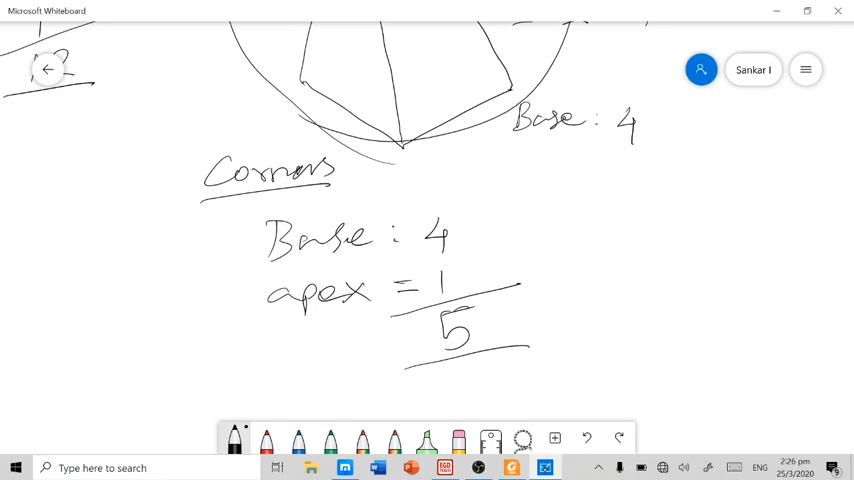 Microsoft Whiteboard
Sankar I
12
Base : 4
Corners
Base : 4
apex = 1
5
Type here to search
ENG
2:26 pm
25/3/2020